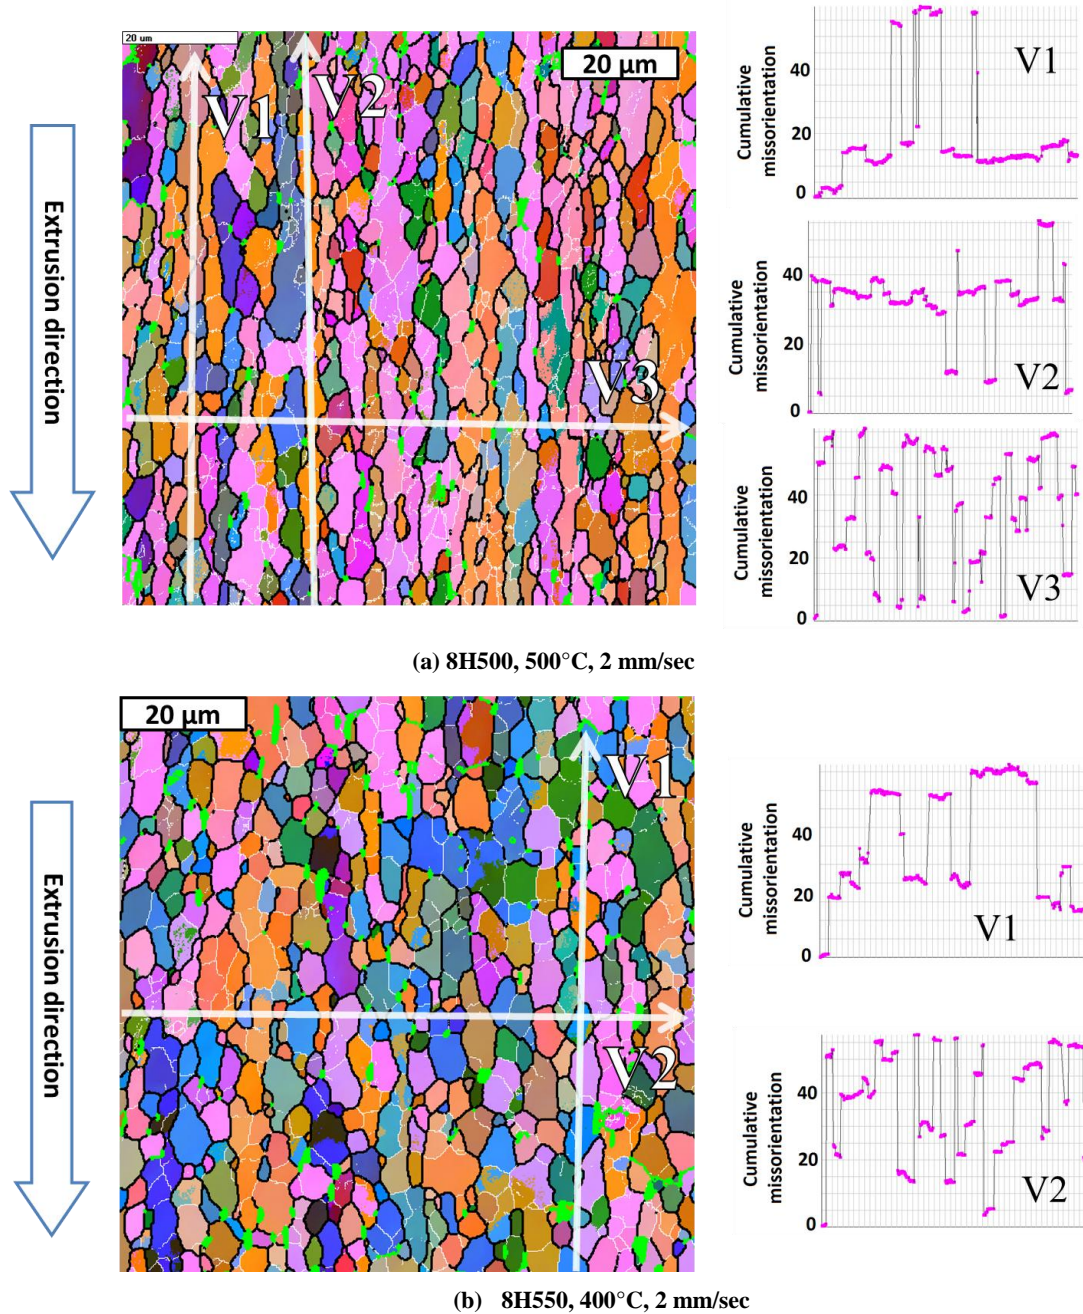 20 um
20 µm
V1
V2
V3
Extrusion direction
Cumulative
missorientation
40
20
0
V1
Cumulative
missorientation
40
20
0
V2
Cumulative
missorientation
40
20
0
V3
(a) 8H500, 500°C, 2 mm/sec
20 µm
V1
V2
Extrusion direction
Cumulative
missorientation
40
20
0
V1
Cumulative
missorientation
40
20
0
V2
(b) 8H550, 400°C, 2 mm/sec